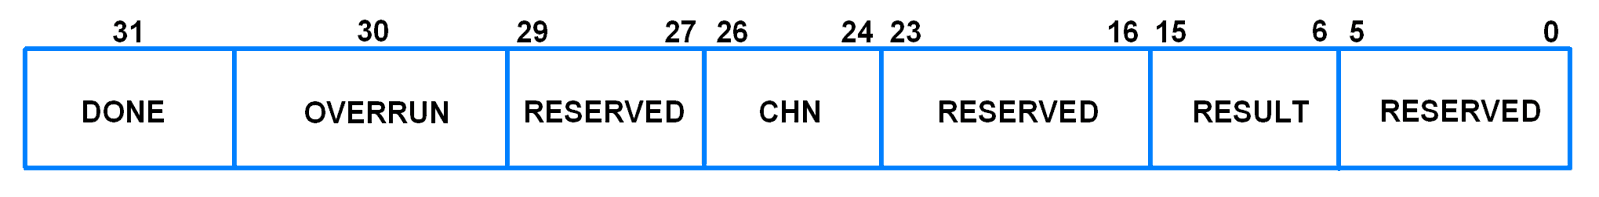 31 30 29 27 26 24 23 16 15 6 5 0
DONE OVERRUN RESERVED CHN RESERVED RESULT RESERVED